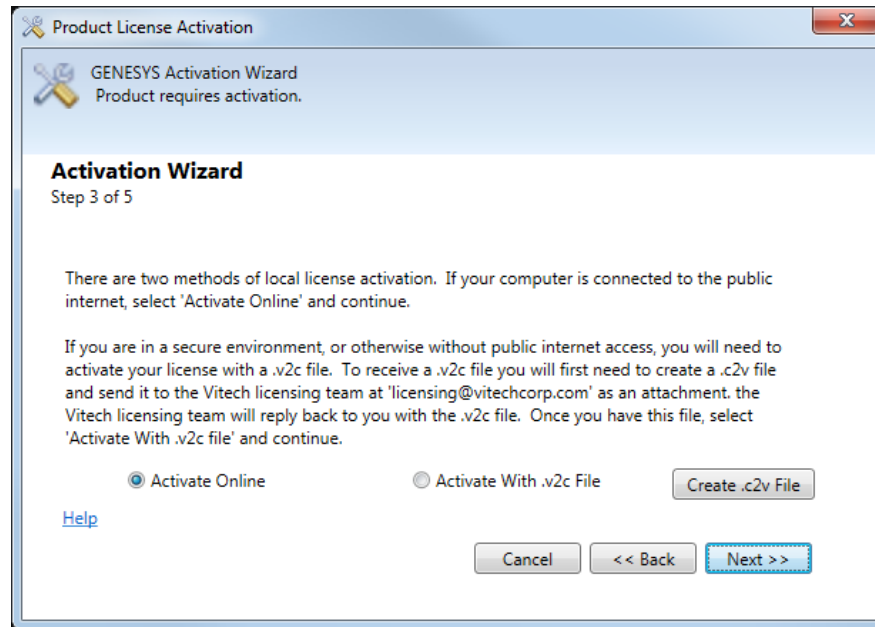 Product License Activation
GENESYS Activation Wizard
Product requires activation.
Activation Wizard
Step 3 of 5
There are two methods of local license activation.  If your computer is connected to the public
internet, select 'Activate Online' and continue.
If you are in a secure environment, or otherwise without public internet access, you will need to
activate your license with a .v2c file.  To receive a .v2c file you will first need to create a .c2v file
and send it to the Vitech licensing team at 'licensing@vitechcorp.com' as an attachment. the
Vitech licensing team will reply back to you with the .v2c file.  Once you have this file, select
'Activate With .v2c file' and continue.
Activate Online
Activate With .v2c File
Create .c2v File
Help
Cancel
<< Back
Next >>